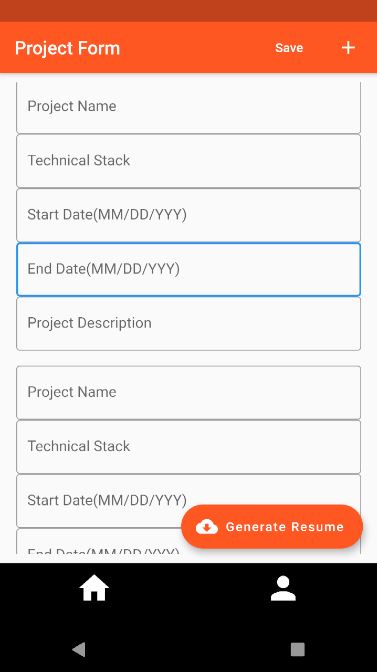 Project Form
Save
+
Project Name
Technical Stack
Start Date(MM/DD/YYY)
End Date(MM/DD/YYY)
Project Description
Project Name
Technical Stack
Start Date(MM/DD/YYY)
Generate Resume
End Date(MM/DD/YYY)